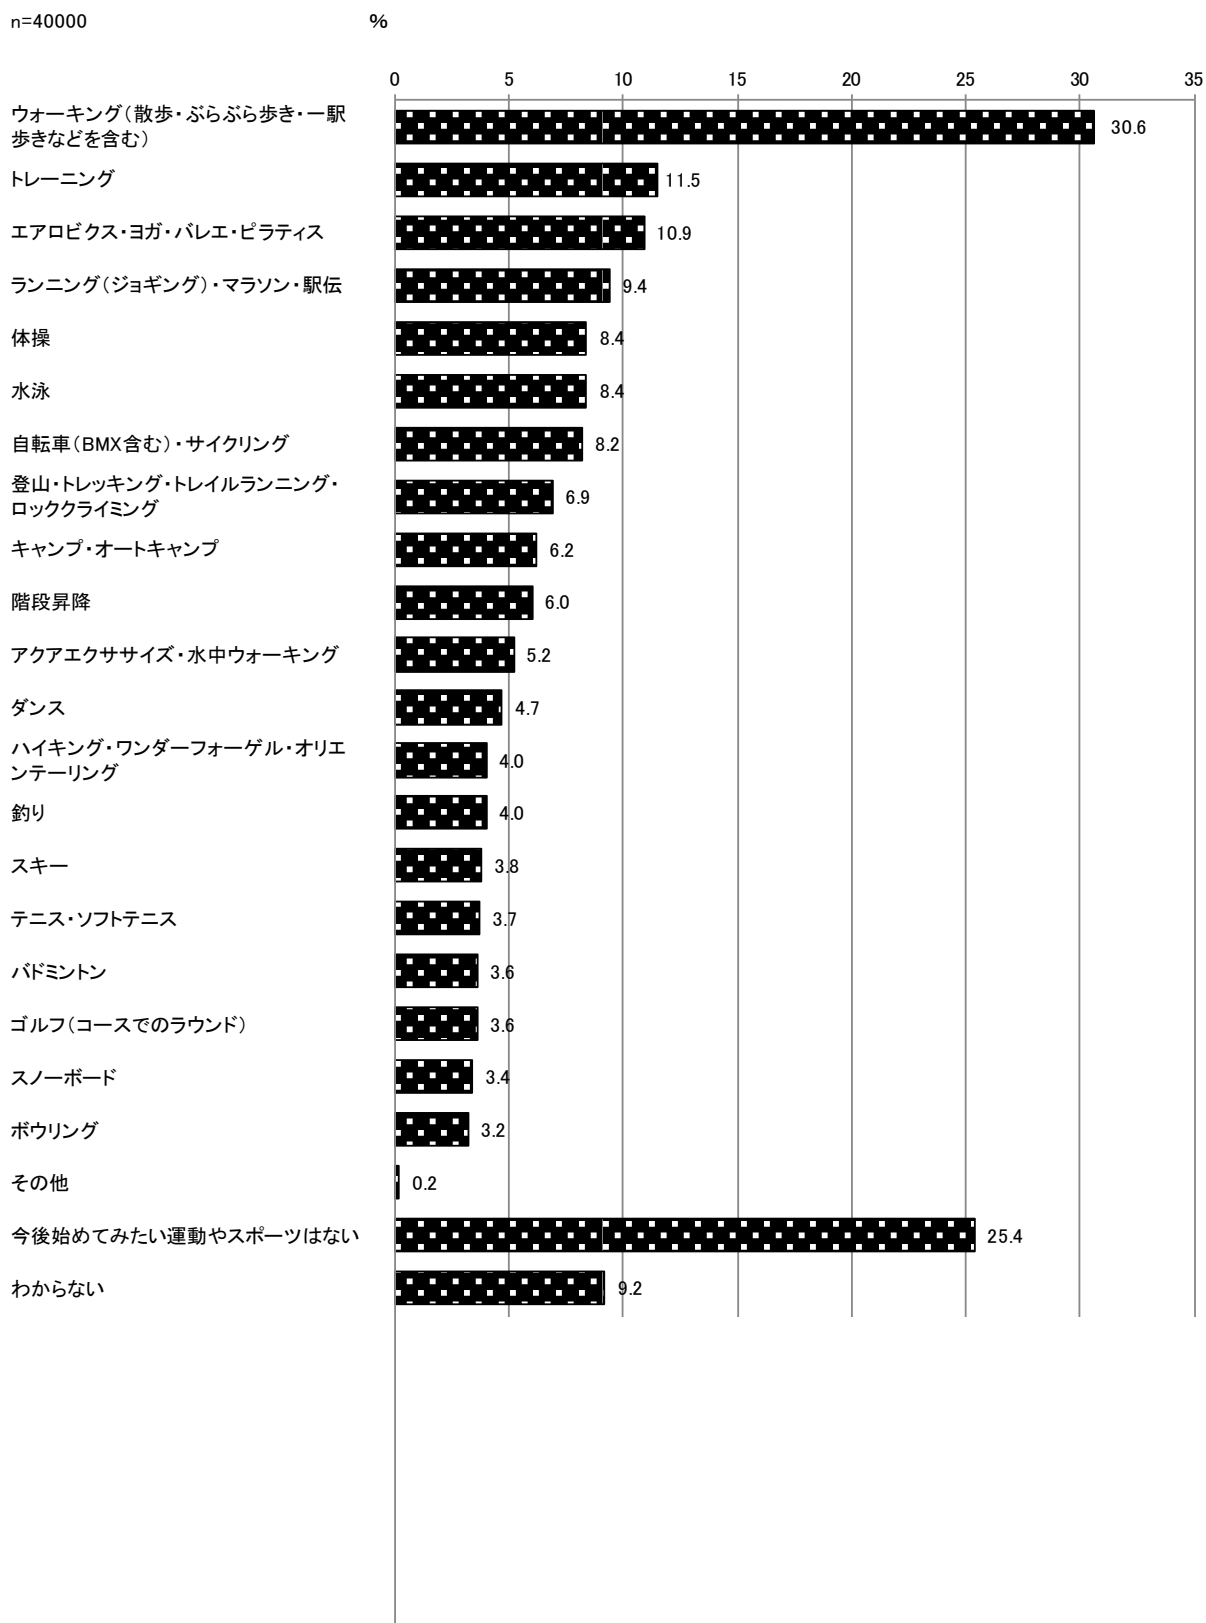 n=40000 %
0 5 10 15 20 25 30 35
ウォーキング(散歩・ぶらぶら歩き・一駅
歩きなどを含む) 30.6
トレーニング 11.5
エアロビクス・ヨガ・バレエ・ピラティス 10.9
ランニング(ジョギング)・マラソン・駅伝 9.4
体操 8.4
水泳 8.4
自転車(BMX含む)・サイクリング 8.2
登山・トレッキング・トレイルランニング・
ロッククライミング 6.9
キャンプ・オートキャンプ 6.2
階段昇降 6.0
アクアエクササイズ・水中ウォーキング 5.2
ダンス 4.7
ハイキング・ワンダーフォーゲル・オリエ
ンテーリング 4.0
釣り 4.0
スキー 3.8
テニス・ソフトテニス 3.7
バドミントン 3.6
ゴルフ(コースでのラウンド) 3.6
スノーボード 3.4
ボウリング 3.2
その他 0.2
今後始めてみたい運動やスポーツはない 25.4
わからない 9.2